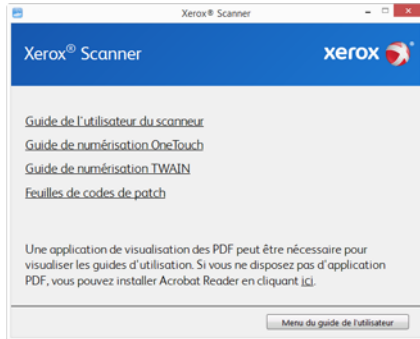 Xerox® Scanner
Xerox® Scanner
xerox
Guide de l'utilisateur du scanneur
Guide de numérisation OneTouch
Guide de numérisation TWAIN
Feuilles de codes de patch
Une application de visualisation des PDF peut être nécessaire pour
visualiser les guides d'utilisation. Si vous ne disposez pas d'application
PDF, vous pouvez installer Acrobat Reader en cliquant ici.
Menu du guide de l'utilisateur